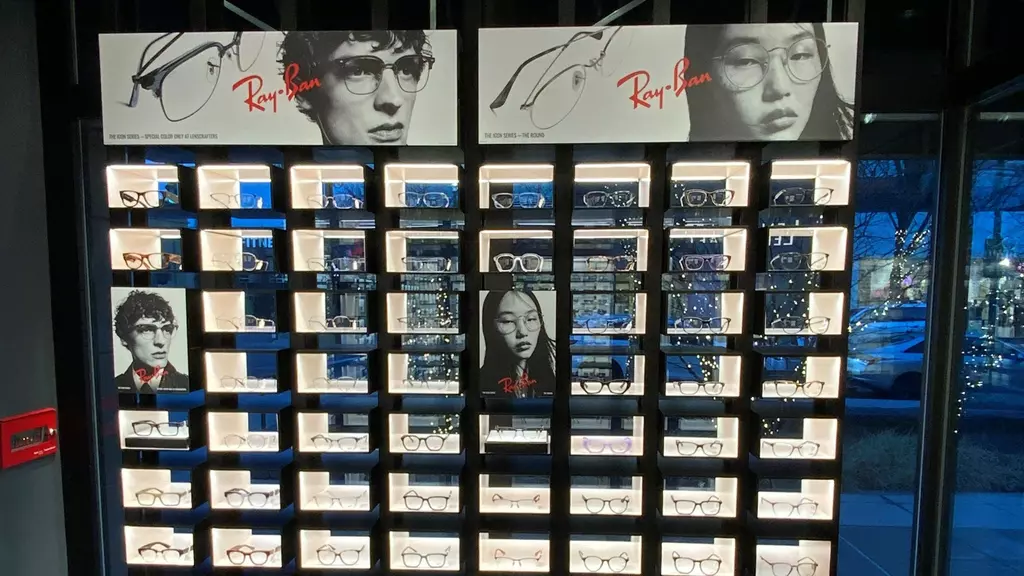 Ray-Ban
THE ICON SERIES — SPECIAL COLOR ONLY AT LENSCRAFTERS
Ray-Ban
THE ICON SERIES — THE ROUND
Ray-Ban
Ray-Ban